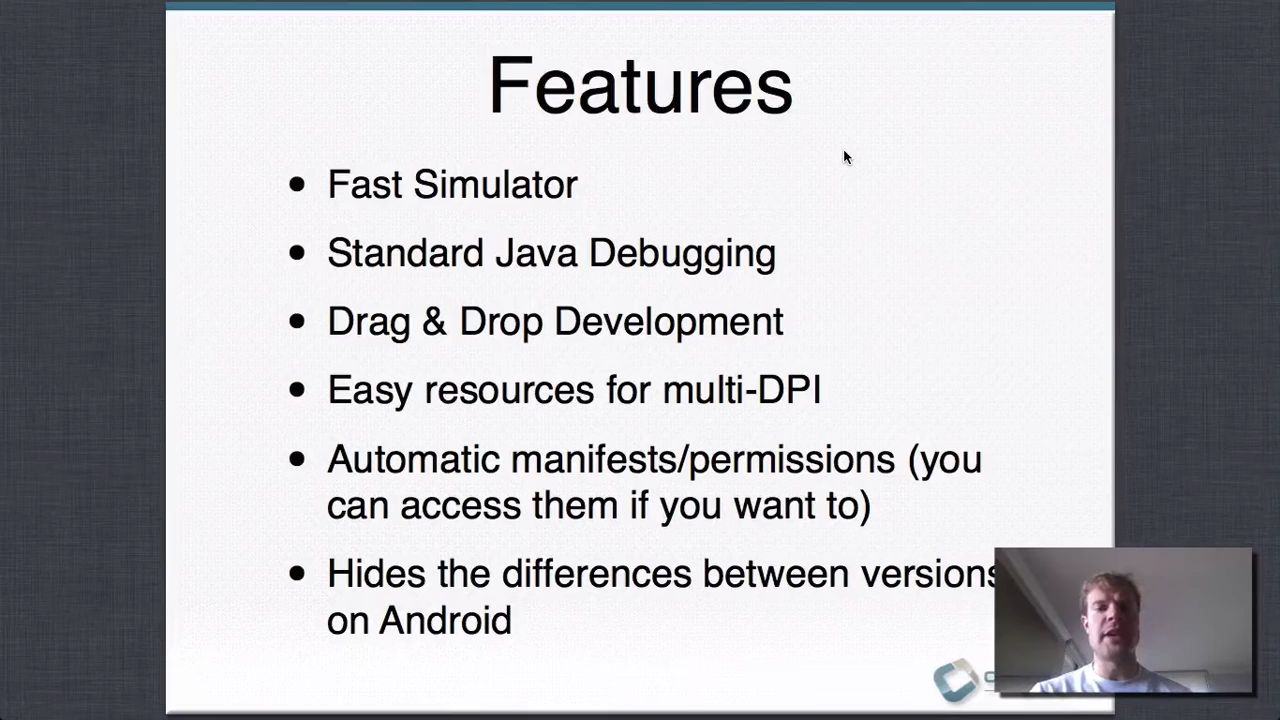 Features
• Fast Simulator
• Standard Java Debugging
• Drag & Drop Development
• Easy resources for multi-DPI
• Automatic manifests/permissions (you
can access them if you want to)
• Hides the differences between versions
on Android